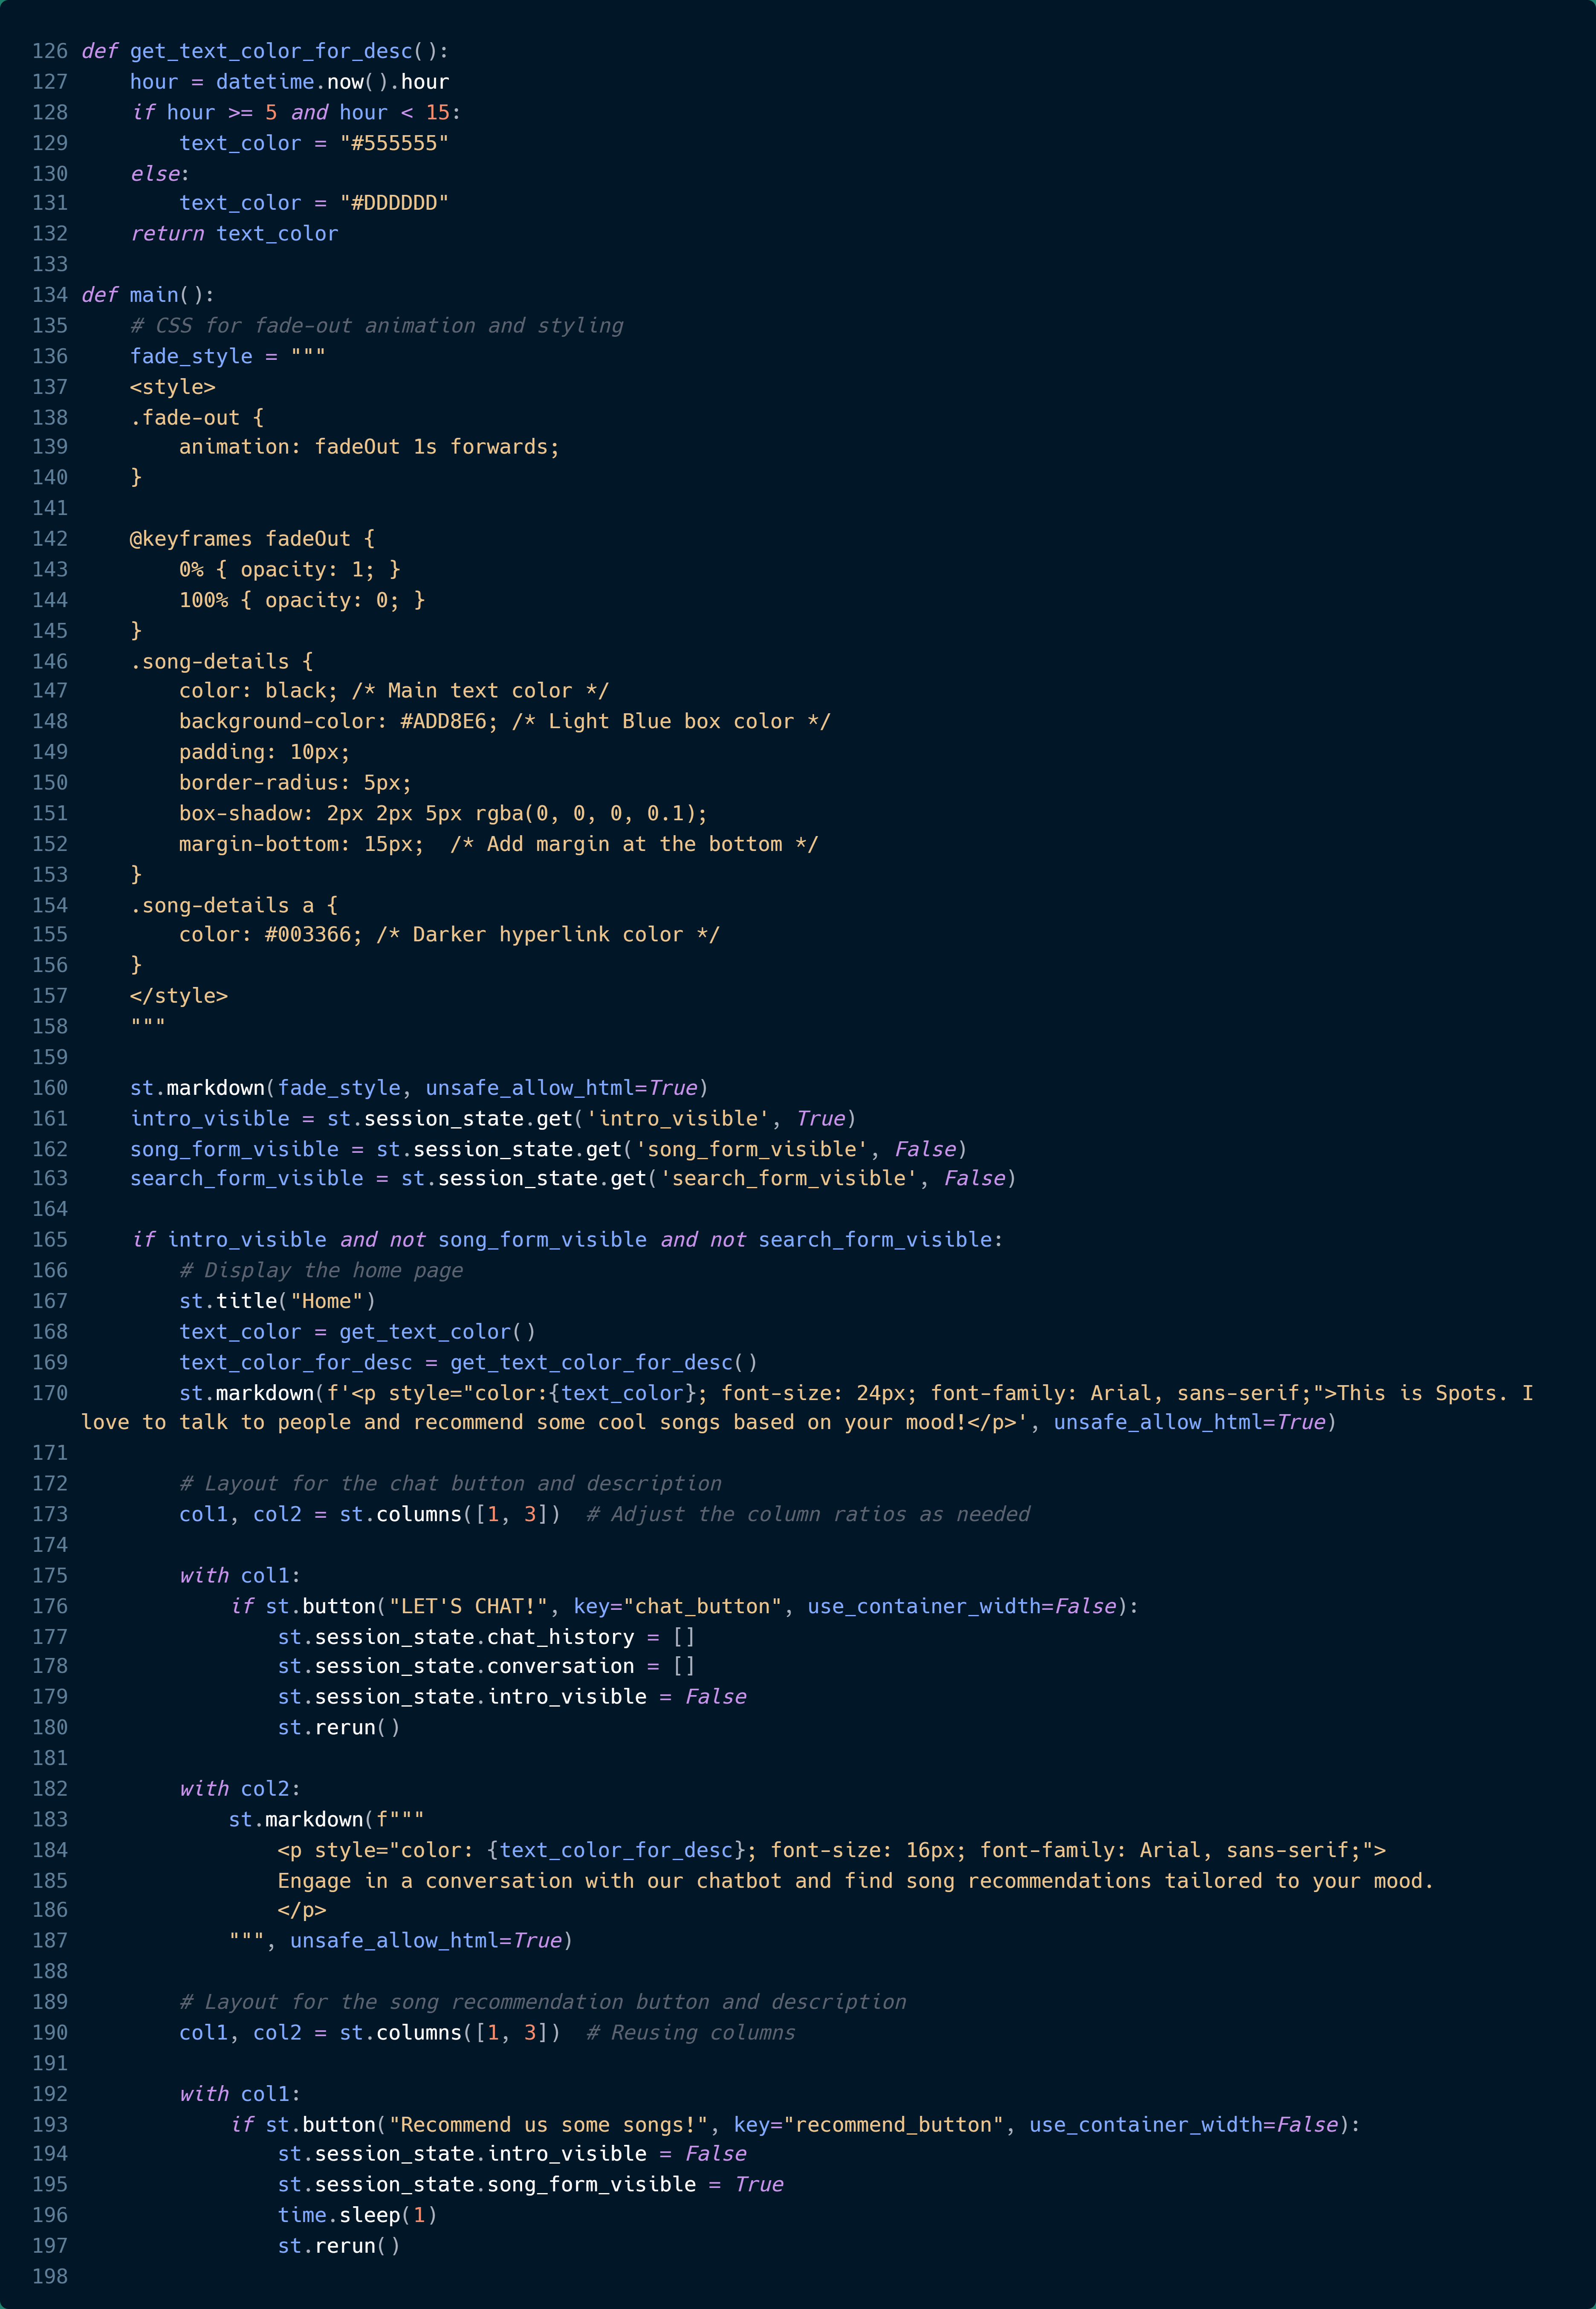 126 def get_text_color_for_desc():
127     hour = datetime.now().hour
128     if hour >= 5 and hour < 15:
129         text_color = "#555555"
130     else:
131         text_color = "#DDDDDD"
132     return text_color
133
134 def main():
135     # CSS for fade-out animation and styling
136     fade_style = """
137     <style>
138     .fade-out {
139         animation: fadeOut 1s forwards;
140     }
141
142     @keyframes fadeOut {
143         0% { opacity: 1; }
144         100% { opacity: 0; }
145     }
146     .song-details {
147         color: black; /* Main text color */
148         background-color: #ADD8E6; /* Light Blue box color */
149         padding: 10px;
150         border-radius: 5px;
151         box-shadow: 2px 2px 5px rgba(0, 0, 0, 0.1);
152         margin-bottom: 15px;  /* Add margin at the bottom */
153     }
154     .song-details a {
155         color: #003366; /* Darker hyperlink color */
156     }
157     </style>
158     """
159
160     st.markdown(fade_style, unsafe_allow_html=True)
161     intro_visible = st.session_state.get('intro_visible', True)
162     song_form_visible = st.session_state.get('song_form_visible', False)
163     search_form_visible = st.session_state.get('search_form_visible', False)
164
165     if intro_visible and not song_form_visible and not search_form_visible:
166         # Display the home page
167         st.title("Home")
168         text_color = get_text_color()
169         text_color_for_desc = get_text_color_for_desc()
170         st.markdown(f'<p style="color:{text_color}; font-size: 24px; font-family: Arial, sans-serif;">This is Spots. I
love to talk to people and recommend some cool songs based on your mood!</p>', unsafe_allow_html=True)
171
172         # Layout for the chat button and description
173         col1, col2 = st.columns([1, 3])  # Adjust the column ratios as needed
174
175         with col1:
176             if st.button("LET'S CHAT!", key="chat_button", use_container_width=False):
177                 st.session_state.chat_history = []
178                 st.session_state.conversation = []
179                 st.session_state.intro_visible = False
180                 st.rerun()
181
182         with col2:
183             st.markdown(f"""
184                 <p style="color: {text_color_for_desc}; font-size: 16px; font-family: Arial, sans-serif;">
185                 Engage in a conversation with our chatbot and find song recommendations tailored to your mood.
186                 </p>
187             """, unsafe_allow_html=True)
188
189         # Layout for the song recommendation button and description
190         col1, col2 = st.columns([1, 3])  # Reusing columns
191
192         with col1:
193             if st.button("Recommend us some songs!", key="recommend_button", use_container_width=False):
194                 st.session_state.intro_visible = False
195                 st.session_state.song_form_visible = True
196                 time.sleep(1)
197                 st.rerun()
198